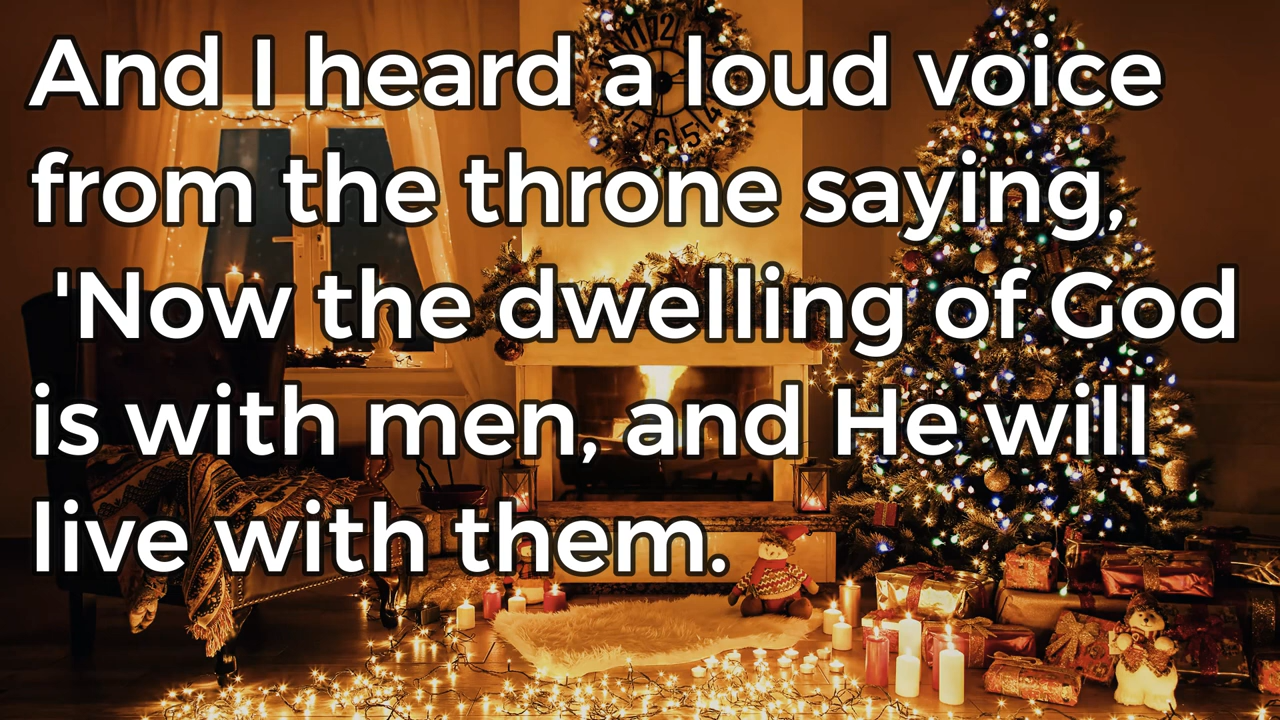 And I heard a loud voice
from the throne saying,
'Now the dwelling of God
is with men, and He will
live with them.